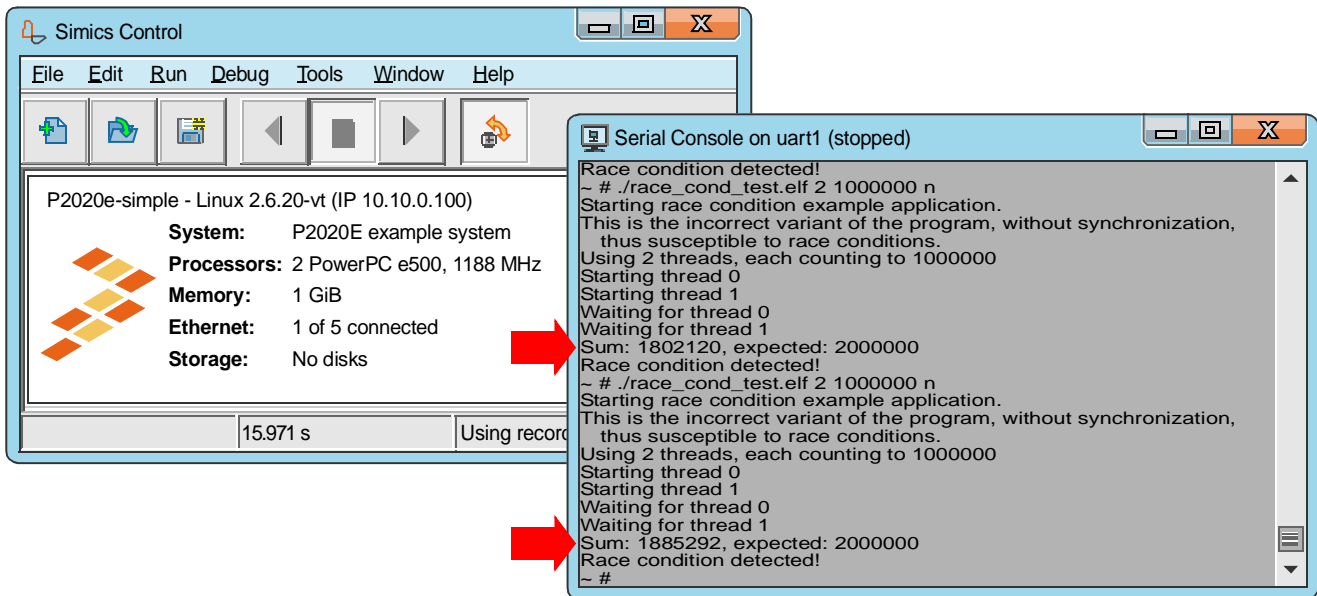 Simics Control
File Edit Run Debug Tools Window Help
P2020e-simple - Linux 2.6.20-vt (IP 10.10.0.100)
System: P2020E example system
Processors: 2 PowerPC e500, 1188 MHz
Memory: 1 GiB
Ethernet: 1 of 5 connected
Storage: No disks
15.971 s Using recor
Serial Console on uart1 (stopped)
Race condition detected!
~ # ./race_cond_test.elf 2 1000000 n
Starting race condition example application.
This is the incorrect variant of the program, without synchronization,
thus susceptible to race conditions.
Using 2 threads, each counting to 1000000
Starting thread 0
Starting thread 1
Waiting for thread 0
Waiting for thread 1
Sum: 1802120, expected: 2000000
Race condition detected!
~ # ./race_cond_test.elf 2 1000000 n
Starting race condition example application.
This is the incorrect variant of the program, without synchronization,
thus susceptible to race conditions.
Using 2 threads, each counting to 1000000
Starting thread 0
Starting thread 1
Waiting for thread 0
Waiting for thread 1
Sum: 1885292, expected: 2000000
Race condition detected!
~ #